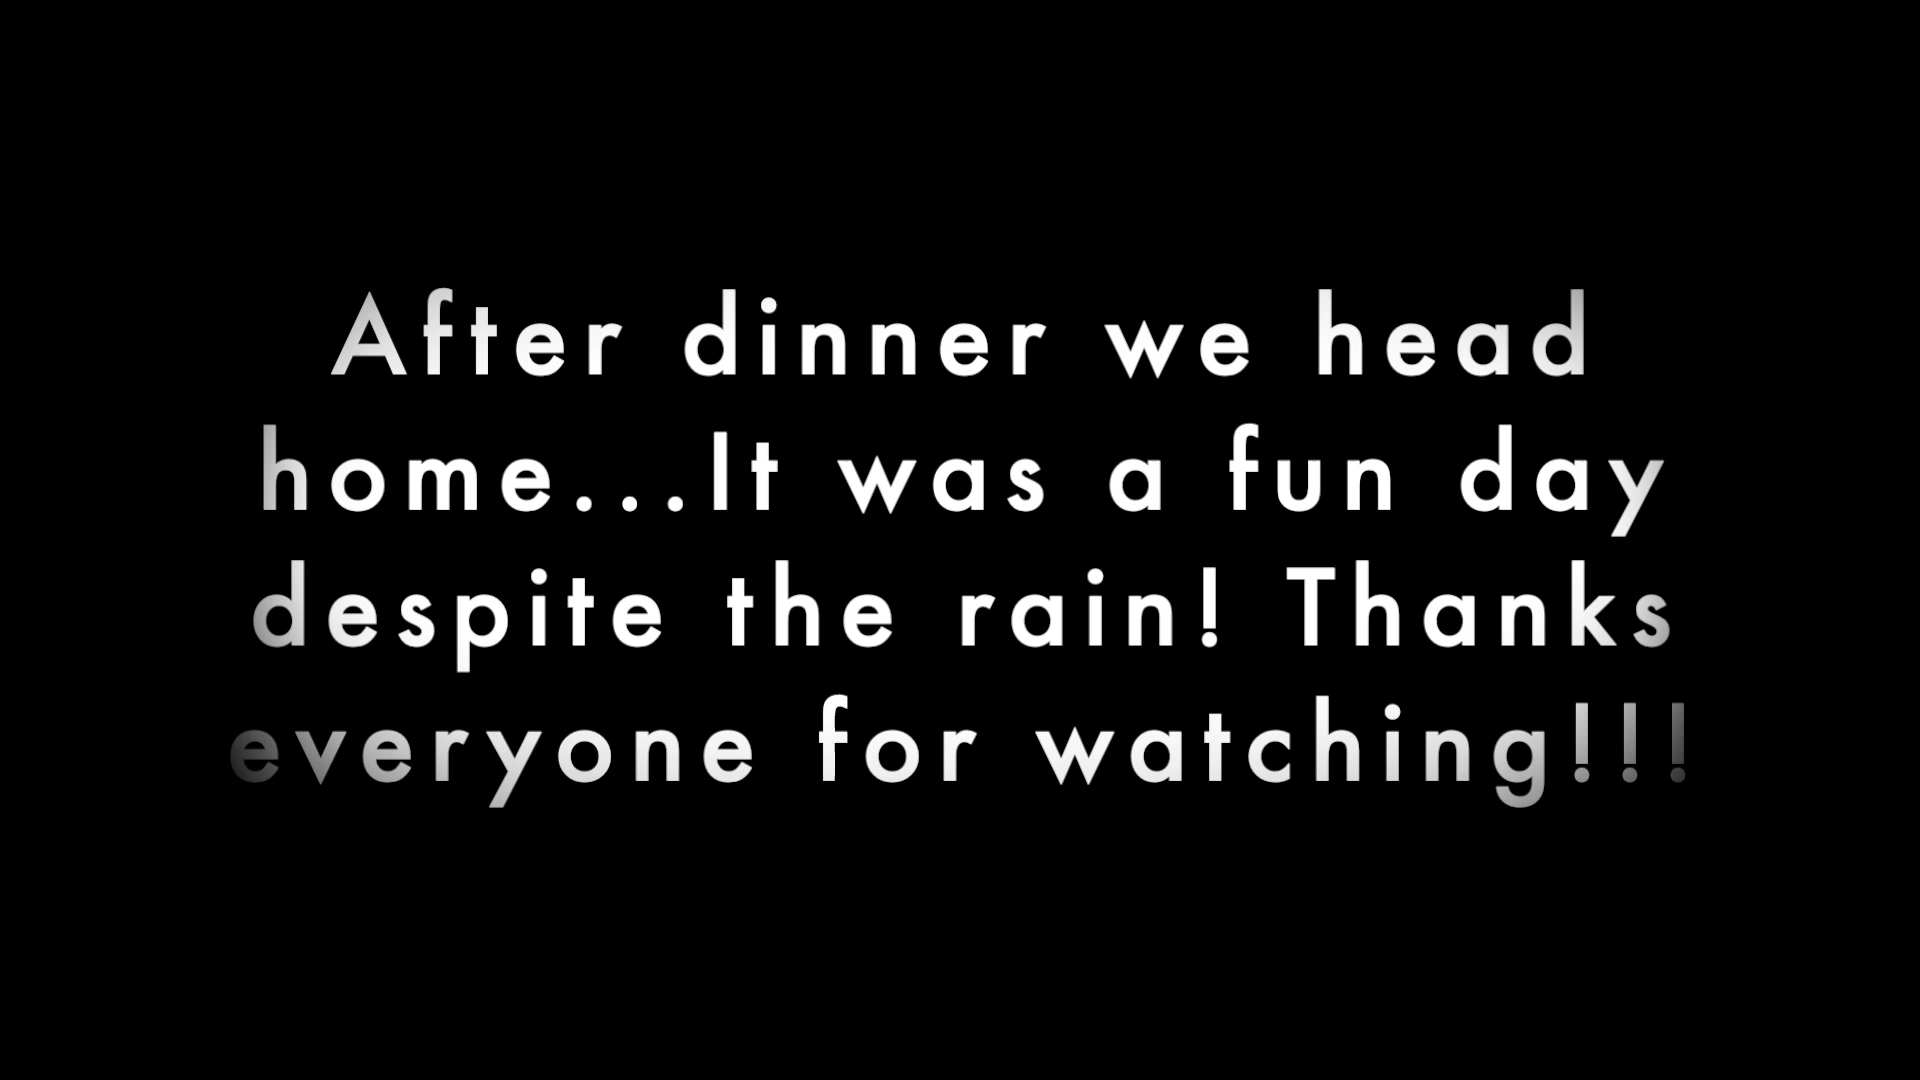 After dinner we head
home...It was a fun day
despite the rain! Thanks
everyone for watching!!!